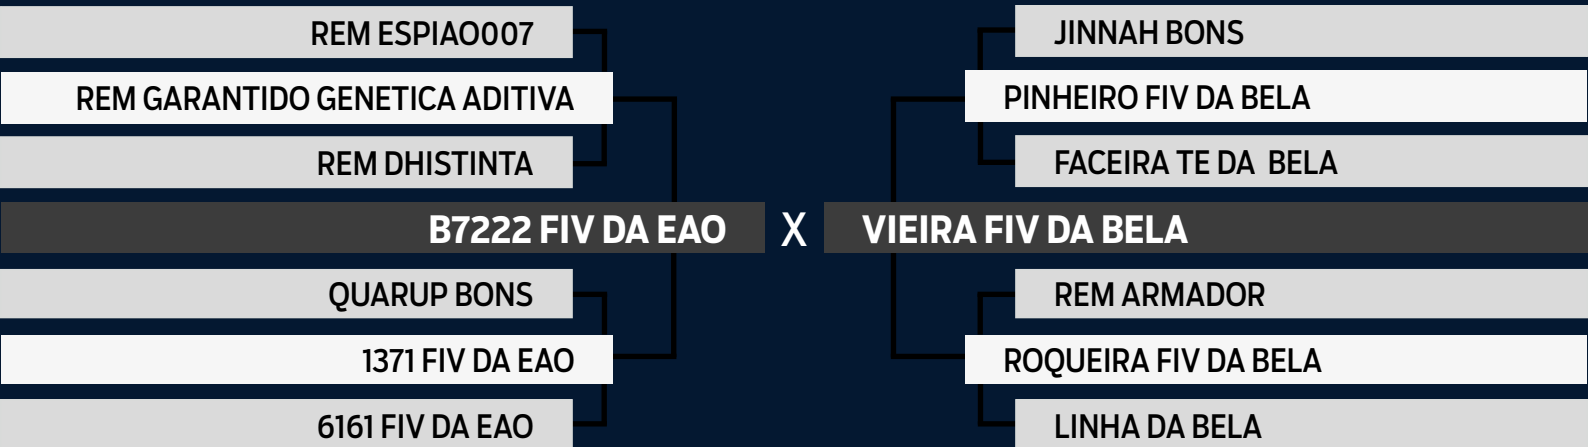 REM ESPIAO007
REM GARANTIDO GENETICA ADITIVA
REM DHISTINTA
B7222 FIV DA EAO
QUARUP BONS
1371 FIV DA EAO
6161 FIV DA EAO
X
JINNAH BONS
PINHEIRO FIV DA BELA
FACEIRA TE DA BELA
VIEIRA FIV DA BELA
REM ARMADOR
ROQUEIRA FIV DA BELA
LINHA DA BELA